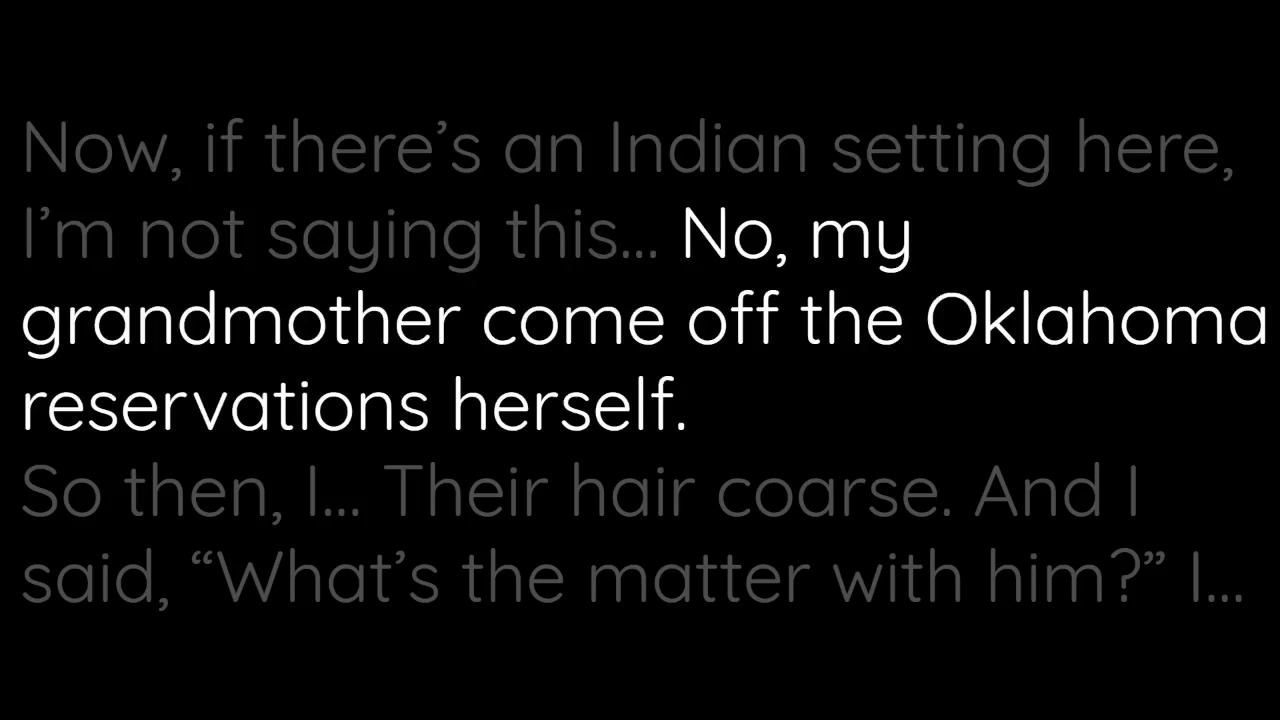 Now, if there’s an Indian setting here,
I’m not saying this... No, my
grandmother come off the Oklahoma
reservations herself.
So then, I... Their hair coarse. And I
said, “What’s the matter with him?” I...